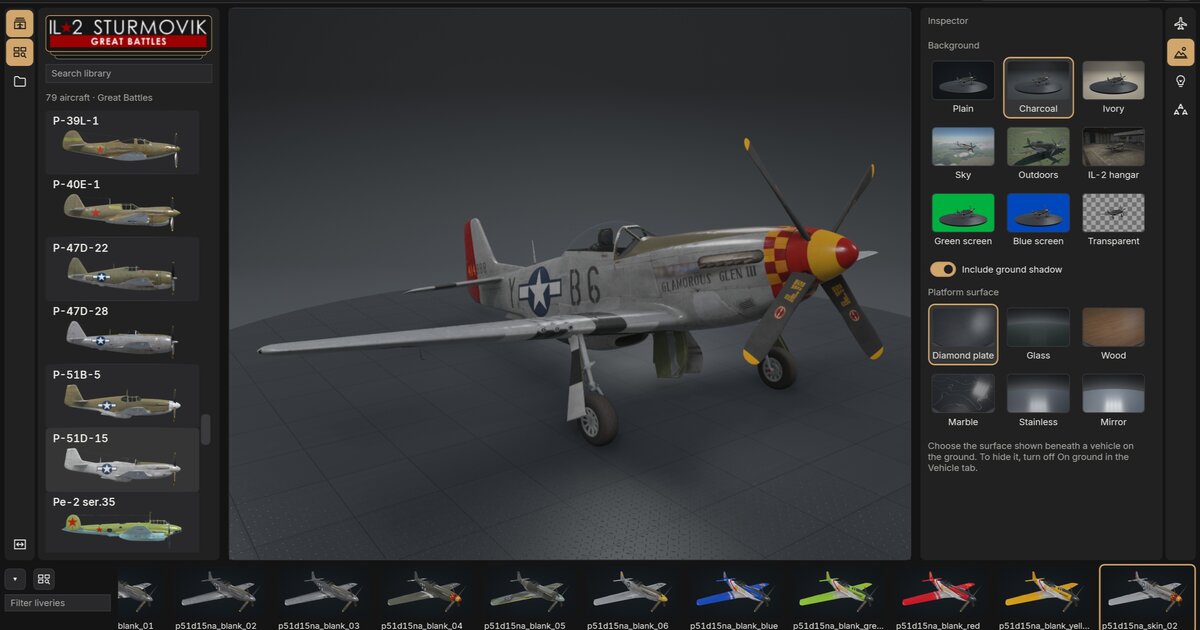 IL★2 STURMOVIK
GREAT BATTLES
Search library
79 aircraft · Great Battles
P-39L-1
P-40E-1
P-47D-22
P-47D-28
P-51B-5
P-51D-15
Pe-2 ser.35
Y
B6
GLAMOROUS GLEN III
Inspector
Background
Plain
Charcoal
Ivory
Sky
Outdoors
IL-2 hangar
Green screen
Blue screen
Transparent
Include ground shadow
Platform surface
Diamond plate
Glass
Wood
Marble
Stainless
Mirror
Choose the surface shown beneath a vehicle on
the ground. To hide it, turn off On ground in the
Vehicle tab.
Filter liveries
blank_01
p51d15na_blank_02
p51d15na_blank_03
p51d15na_blank_04
p51d15na_blank_05
p51d15na_blank_06
p51d15na_blank_blue
p51d15na_blank_gre...
p51d15na_blank_red
p51d15na_blank_yell...
p51d15na_skin_02